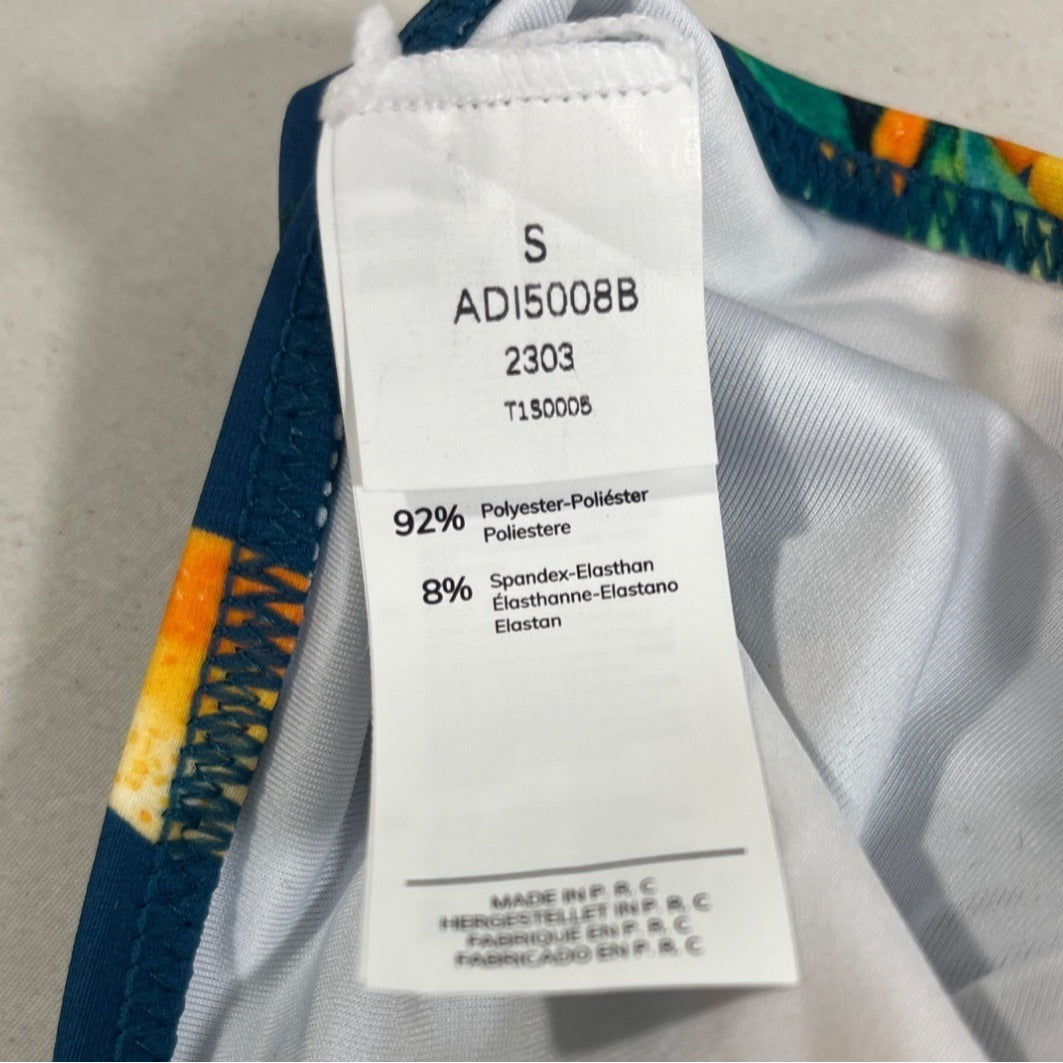 S
ADI5008B
2303
T1S0005
92% Polyester-Poliéster
Poliestere
8% Spandex-Elasthan
Élasthanne-Elastano
Elastan
MADE IN P. R. C
HERGESTELLET IN P. R. C
FABRIQUÉ EN P. R. C
FABRICADO EN P. R. C